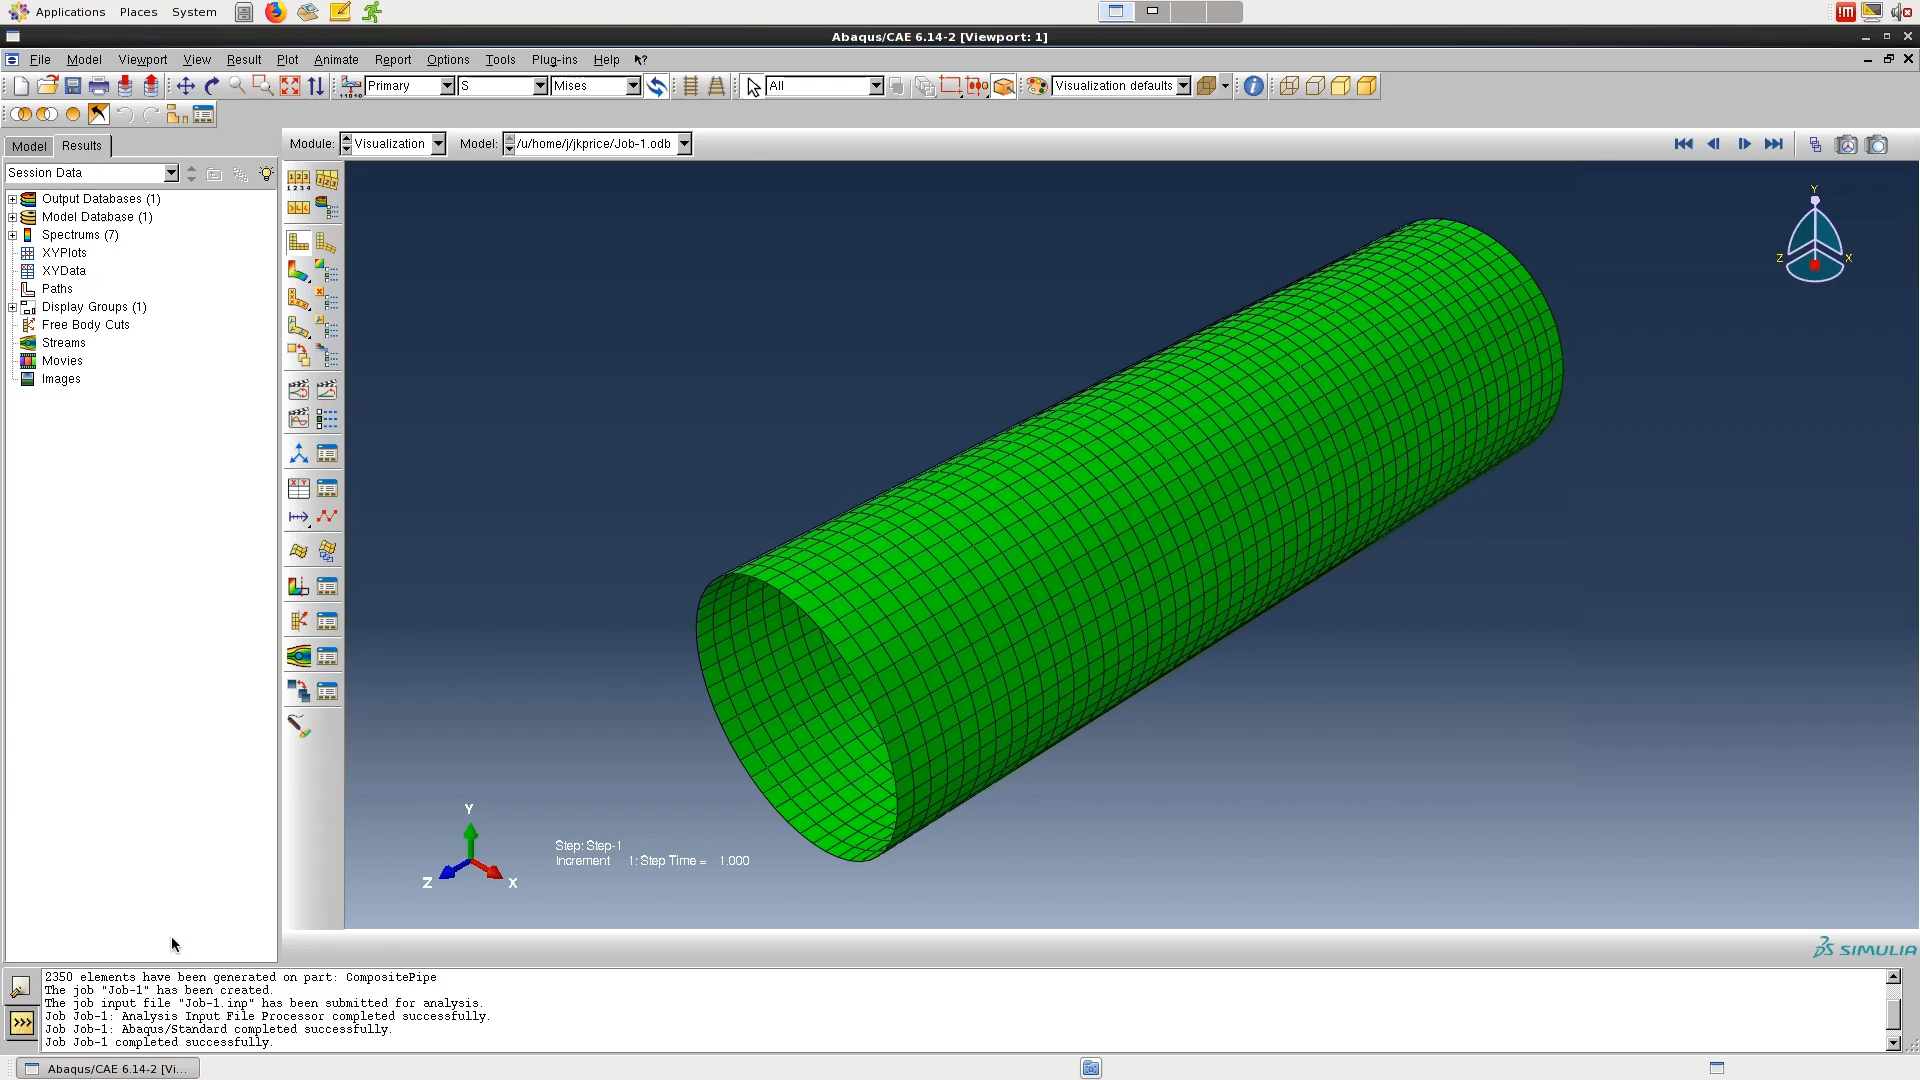 Applications Places System
Abaqus/CAE 6.14-2 [Viewport: 1]
File Model Viewport View Result Plot Animate Report Options Tools Plug-ins Help
Primary S Mises All Visualization defaults
Model Results
Module: Visualization Model: /u/home/j/jkprice/Job-1.odb
Session Data
Output Databases (1)
Model Database (1)
Spectrums (7)
XYPlots
XYData
Paths
Display Groups (1)
Free Body Cuts
Streams
Movies
Images
Y
Z X
Y
Z X
Step: Step-1
Increment 1: Step Time = 1.000
SIMULIA
2350 elements have been generated on part: CompositePipe
The job "Job-1" has been created.
The job input file "Job-1.inp" has been submitted for analysis.
Job Job-1: Analysis Input File Processor completed successfully.
Job Job-1: Abaqus/Standard completed successfully.
Job Job-1 completed successfully.
Abaqus/CAE 6.14-2 [Vi...